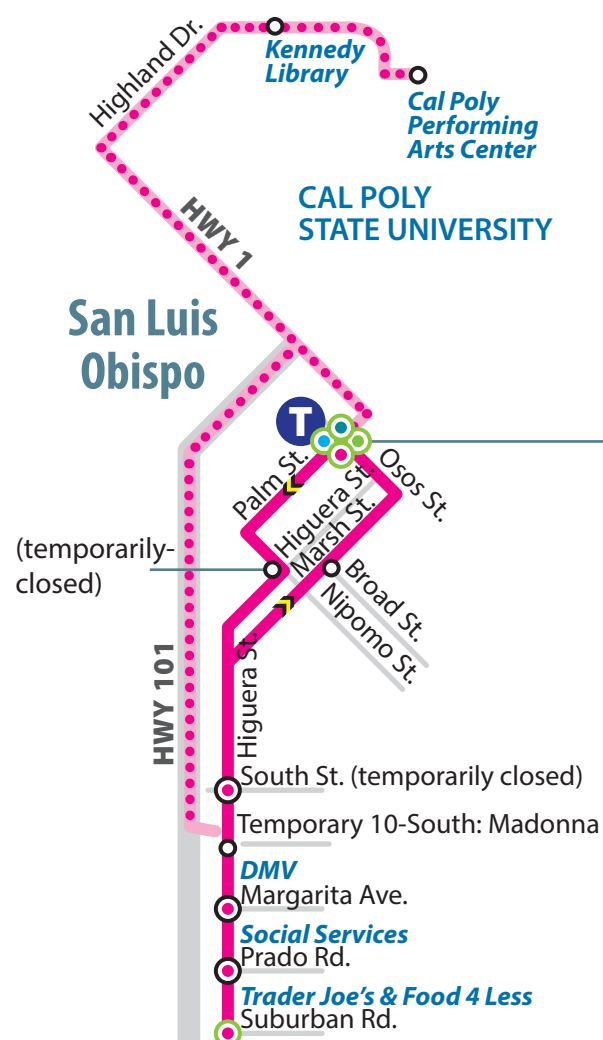 Highland Dr.
Kennedy
Library
Cal Poly
Performing
Arts Center
CAL POLY
STATE UNIVERSITY
HWY 1
San Luis
Obispo
T
Palm St.
Higuera St.
Marsh St.
Osos St.
(temporarily-
closed)
Broad St.
Nipomo St.
HWY 101
Higuera St.
South St. (temporarily closed)
Temporary 10-South: Madonna
DMV
Margarita Ave.
Social Services
Prado Rd.
Trader Joe's & Food 4 Less
Suburban Rd.